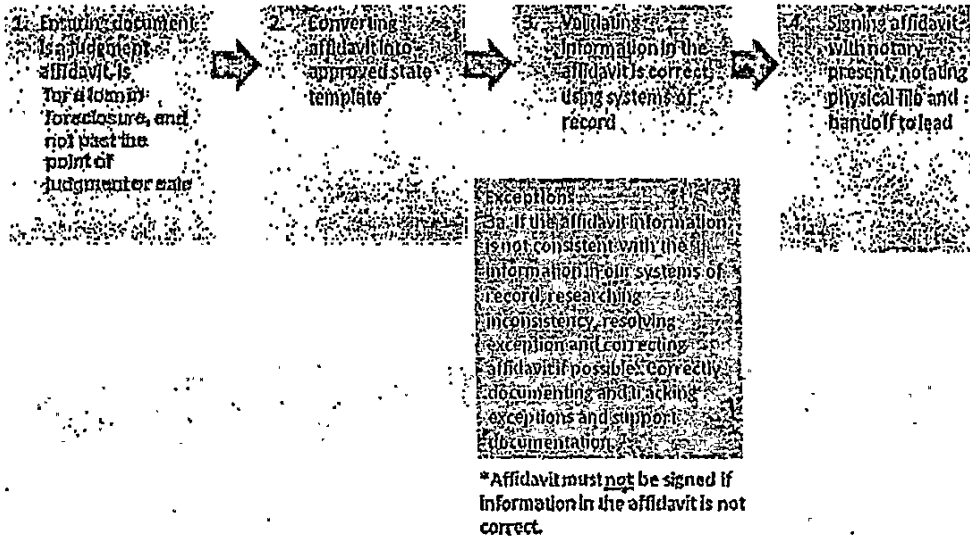 1. Ensuring document
is a judgment
affidavit, is
for a loan in
foreclosure, and
not past the
point of
judgment or sale
2. Converting
affidavit into
approved state
template
3. Validating
information in the
affidavit is correct,
using systems of
record
4. Signing affidavit
with notary
present, notating
physical file and
handoff to lead
Exceptions
3a. If the affidavit information
is not consistent with the
information in our systems of
record, researching
inconsistency, resolving
exception and correcting
affidavit if possible. Correctly
documenting and tracking
exceptions and support
documentation.
*Affidavit must not be signed if
information in the affidavit is not
correct.